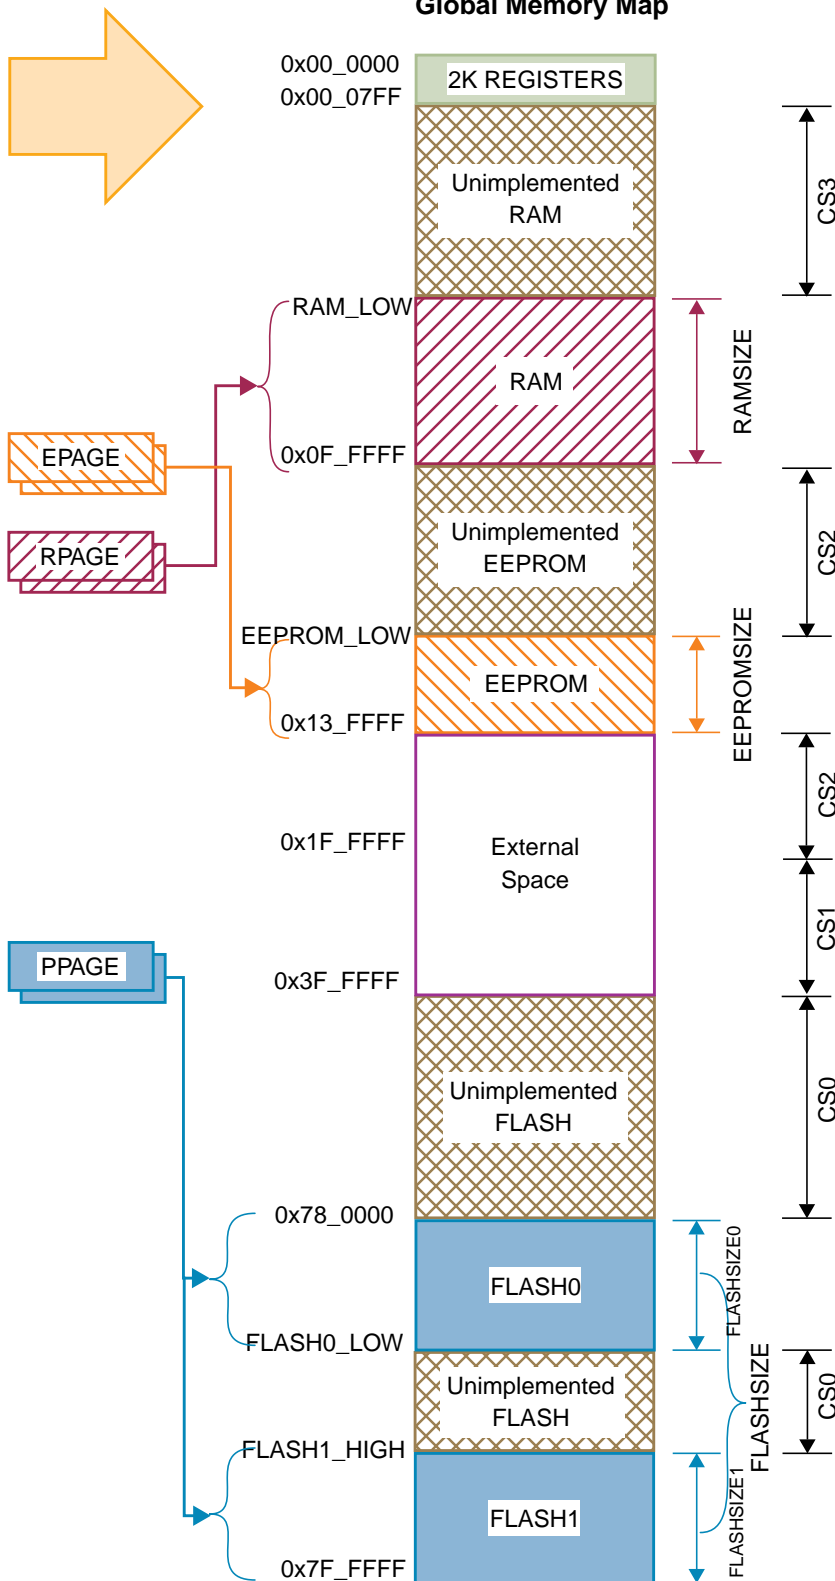 Global Memory Map
0x00_0000
0x00_07FF
2K REGISTERS
Unimplemented
RAM
CS3
RAM_LOW
RAM
RAMSIZE
0x0F_FFFF
EPAGE
RPAGE
Unimplemented
EEPROM
CS2
EEPROM_LOW
EEPROM
EEPROMSIZE
0x13_FFFF
CS2
0x1F_FFFF
External
Space
CS1
PPAGE
0x3F_FFFF
Unimplemented
FLASH
CS0
0x78_0000
FLASH0
FLASHSIZE0
FLASH0_LOW
Unimplemented
FLASH
CS0
FLASHSIZE
FLASH1_HIGH
FLASH1
FLASHSIZE1
0x7F_FFFF